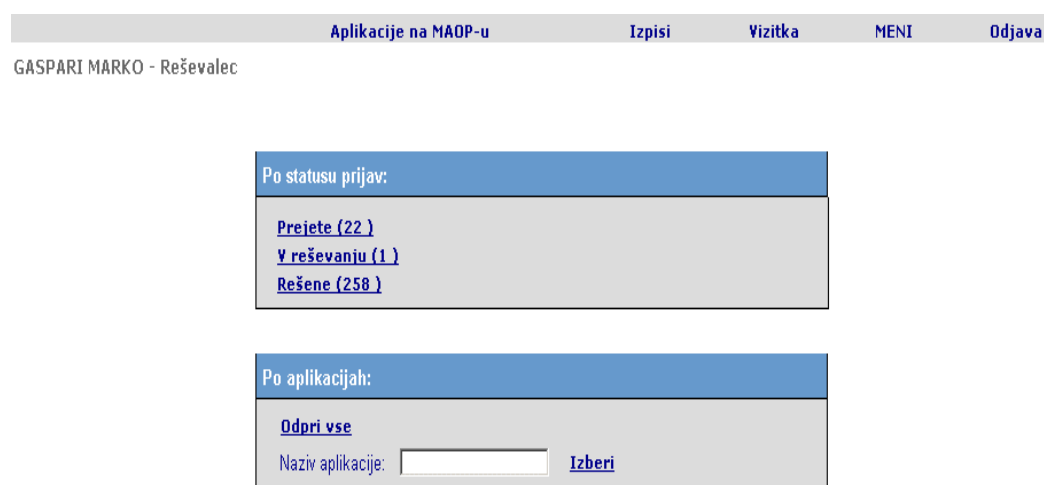 Aplikacije na MAOP-u Izpisi Vizitka MENI Odjava
GASPARI MARKO - Reševalec
Po statusu prijav:
Prejete (22 )
V reševanju (1 )
Rešene (258 )
Po aplikacijah:
Odpri vse
Naziv aplikacije: Izberi